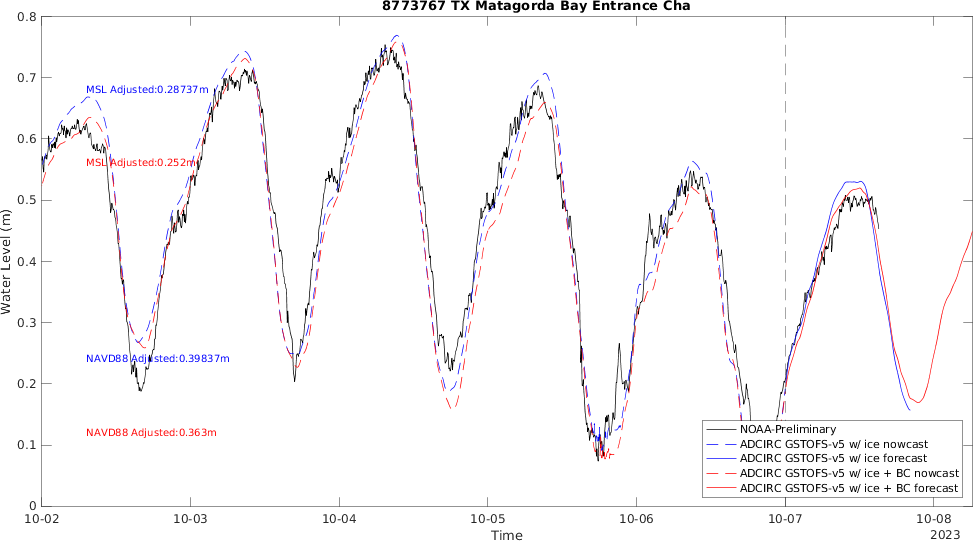 8773767 TX Matagorda Bay Entrance Cha
0.8
0.7
0.6
0.5
0.4
0.3
0.2
0.1
0
Water Level (m)
MSL Adjusted:0.28737m
MSL Adjusted:0.252m
NAVD88 Adjusted:0.39837m
NAVD88 Adjusted:0.363m
NOAA-Preliminary
ADCIRC GSTOFS-v5 w/ ice nowcast
ADCIRC GSTOFS-v5 w/ ice forecast
ADCIRC GSTOFS-v5 w/ ice + BC nowcast
ADCIRC GSTOFS-v5 w/ ice + BC forecast
10-02 10-03 10-04 10-05 10-06 10-07 10-08
Time
2023